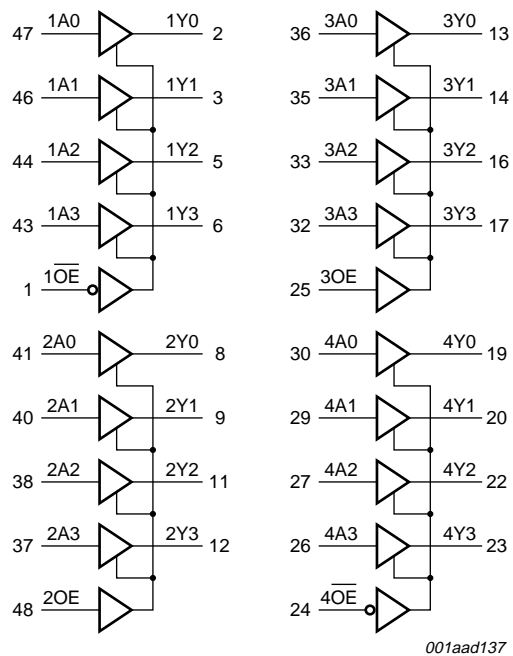 47 1A0 1Y0 2
46 1A1 1Y1 3
44 1A2 1Y2 5
43 1A3 1Y3 6
1 1O̅E̅
36 3A0 3Y0 13
35 3A1 3Y1 14
33 3A2 3Y2 16
32 3A3 3Y3 17
25 3OE
41 2A0 2Y0 8
40 2A1 2Y1 9
38 2A2 2Y2 11
37 2A3 2Y3 12
48 2OE
30 4A0 4Y0 19
29 4A1 4Y1 20
27 4A2 4Y2 22
26 4A3 4Y3 23
24 4O̅E̅
001aad137